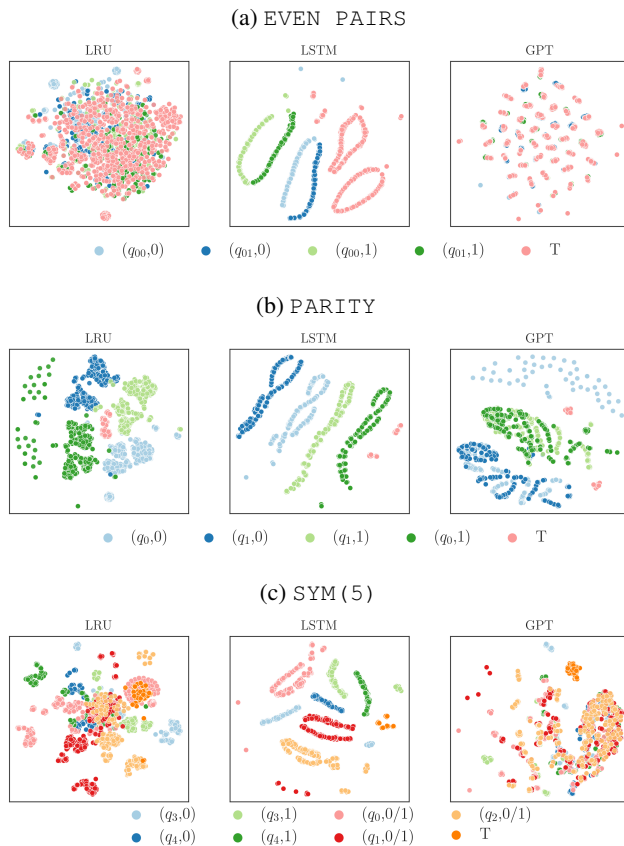 (a) EVEN PAIRS
LRU LSTM GPT
(q00,0) (q01,0) (q00,1) (q01,1) T
(b) PARITY
LRU LSTM GPT
(q0,0) (q1,0) (q1,1) (q0,1) T
(c) SYM(5)
LRU LSTM GPT
(q3,0) (q3,1) (q0,0/1) (q2,0/1)
(q4,0) (q4,1) (q1,0/1) T